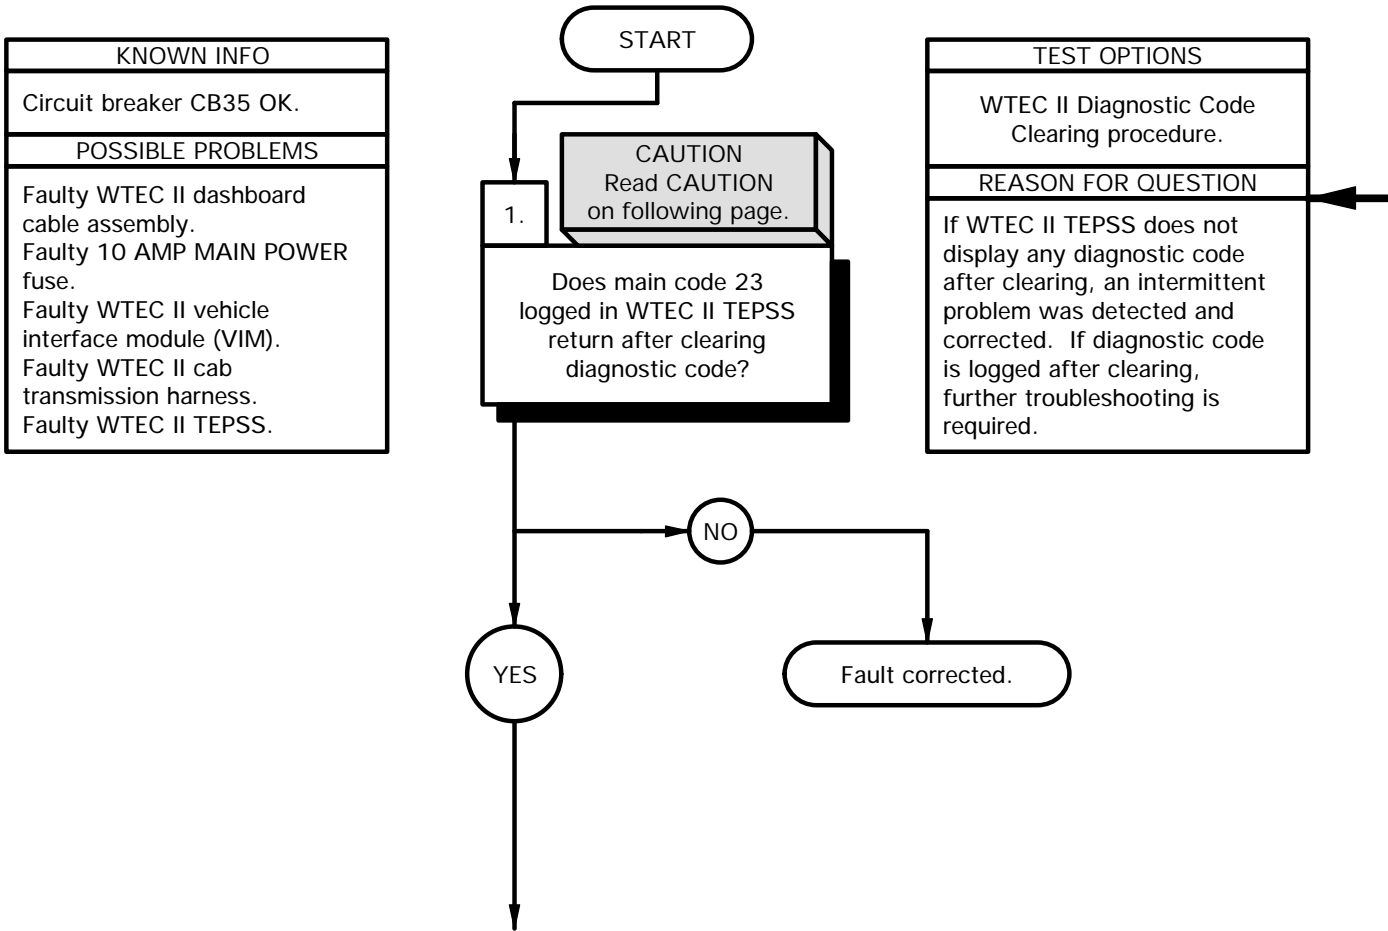 KNOWN INFO
Circuit breaker CB35 OK.
POSSIBLE PROBLEMS
Faulty WTEC II dashboard
cable assembly.
Faulty 10 AMP MAIN POWER
fuse.
Faulty WTEC II vehicle
interface module (VIM).
Faulty WTEC II cab
transmission harness.
Faulty WTEC II TEPSS.
START
CAUTION
Read CAUTION
on following page.
1.
Does main code 23
logged in WTEC II TEPSS
return after clearing
diagnostic code?
TEST OPTIONS
WTEC II Diagnostic Code
Clearing procedure.
REASON FOR QUESTION
If WTEC II TEPSS does not
display any diagnostic code
after clearing, an intermittent
problem was detected and
corrected.  If diagnostic code
is logged after clearing,
further troubleshooting is
required.
NO
YES
Fault corrected.